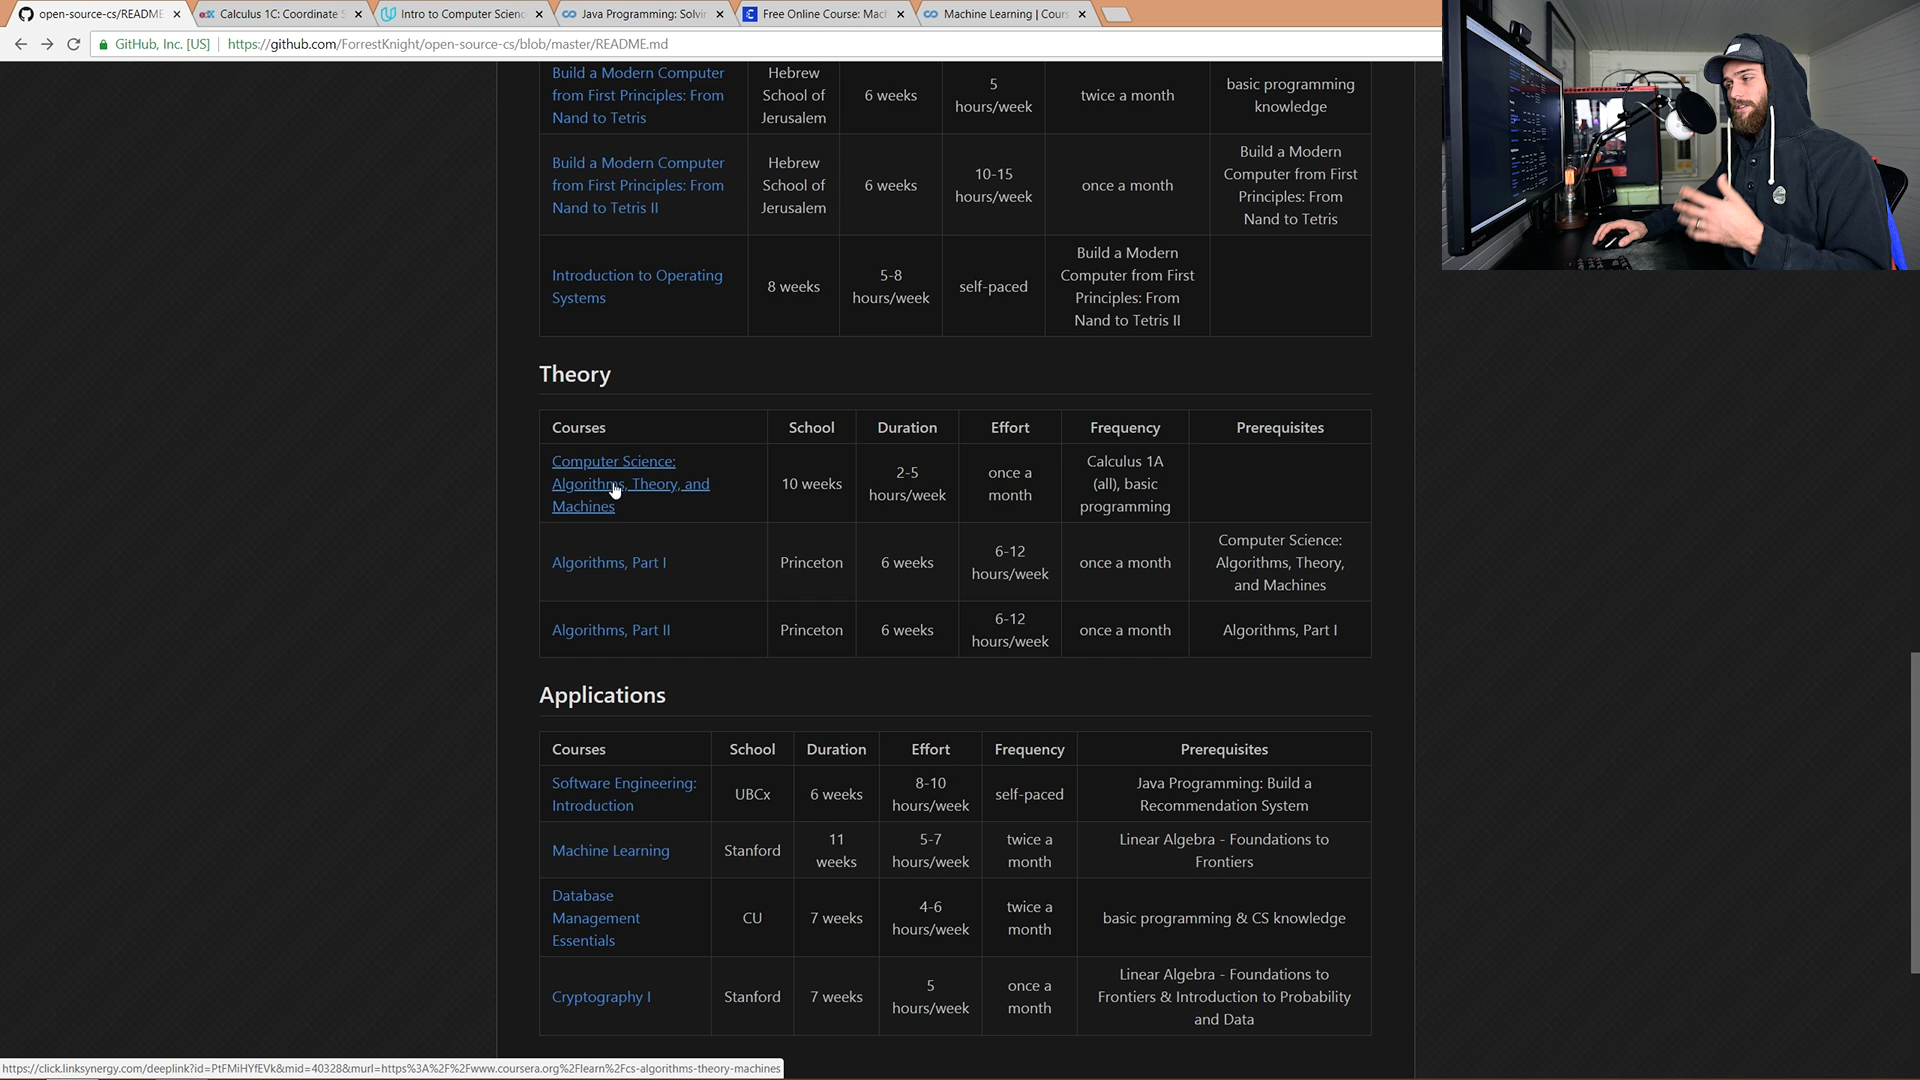 open-source-cs/README
Calculus 1C: Coordinate S
Intro to Computer Scienc
Java Programming: Solvin
Free Online Course: Mac
Machine Learning | Cours
GitHub, Inc. [US]
https://github.com/ForrestKnight/open-source-cs/blob/master/README.md
Build a Modern Computer
from First Principles: From
Nand to Tetris
Hebrew
School of
Jerusalem
6 weeks
5
hours/week
twice a month
basic programming
knowledge
Build a Modern Computer
from First Principles: From
Nand to Tetris II
Hebrew
School of
Jerusalem
6 weeks
10-15
hours/week
once a month
Build a Modern
Computer from First
Principles: From
Nand to Tetris
Introduction to Operating
Systems
8 weeks
5-8
hours/week
self-paced
Build a Modern
Computer from First
Principles: From
Nand to Tetris II
Theory
Courses
School
Duration
Effort
Frequency
Prerequisites
Computer Science:
Algorithms, Theory, and
Machines
10 weeks
2-5
hours/week
once a
month
Calculus 1A
(all), basic
programming
Algorithms, Part I
Princeton
6 weeks
6-12
hours/week
once a month
Computer Science:
Algorithms, Theory,
and Machines
Algorithms, Part II
Princeton
6 weeks
6-12
hours/week
once a month
Algorithms, Part I
Applications
Courses
School
Duration
Effort
Frequency
Prerequisites
Software Engineering:
Introduction
UBCx
6 weeks
8-10
hours/week
self-paced
Java Programming: Build a
Recommendation System
Machine Learning
Stanford
11
weeks
5-7
hours/week
twice a
month
Linear Algebra - Foundations to
Frontiers
Database
Management
Essentials
CU
7 weeks
4-6
hours/week
twice a
month
basic programming & CS knowledge
Cryptography I
Stanford
7 weeks
5
hours/week
once a
month
Linear Algebra - Foundations to
Frontiers & Introduction to Probability
and Data
https://click.linksynergy.com/deeplink?id=PtFMiHYfEVk&mid=40328&murl=https%3A%2F%2Fwww.coursera.org%2Flearn%2Fcs-algorithms-theory-machines